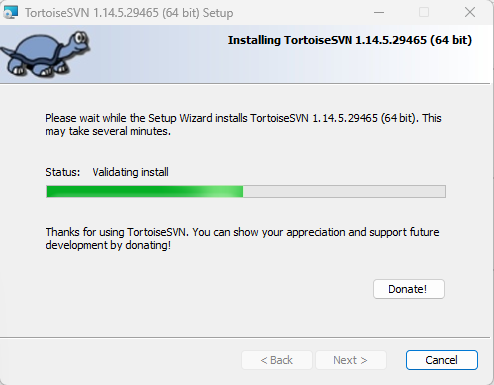 TortoiseSVN 1.14.5.29465 (64 bit) Setup
Installing TortoiseSVN 1.14.5.29465 (64 bit)
Please wait while the Setup Wizard installs TortoiseSVN 1.14.5.29465 (64 bit). This
may take several minutes.
Status: Validating install
Thanks for using TortoiseSVN. You can show your appreciation and support future
development by donating!
Donate!
< Back Next > Cancel